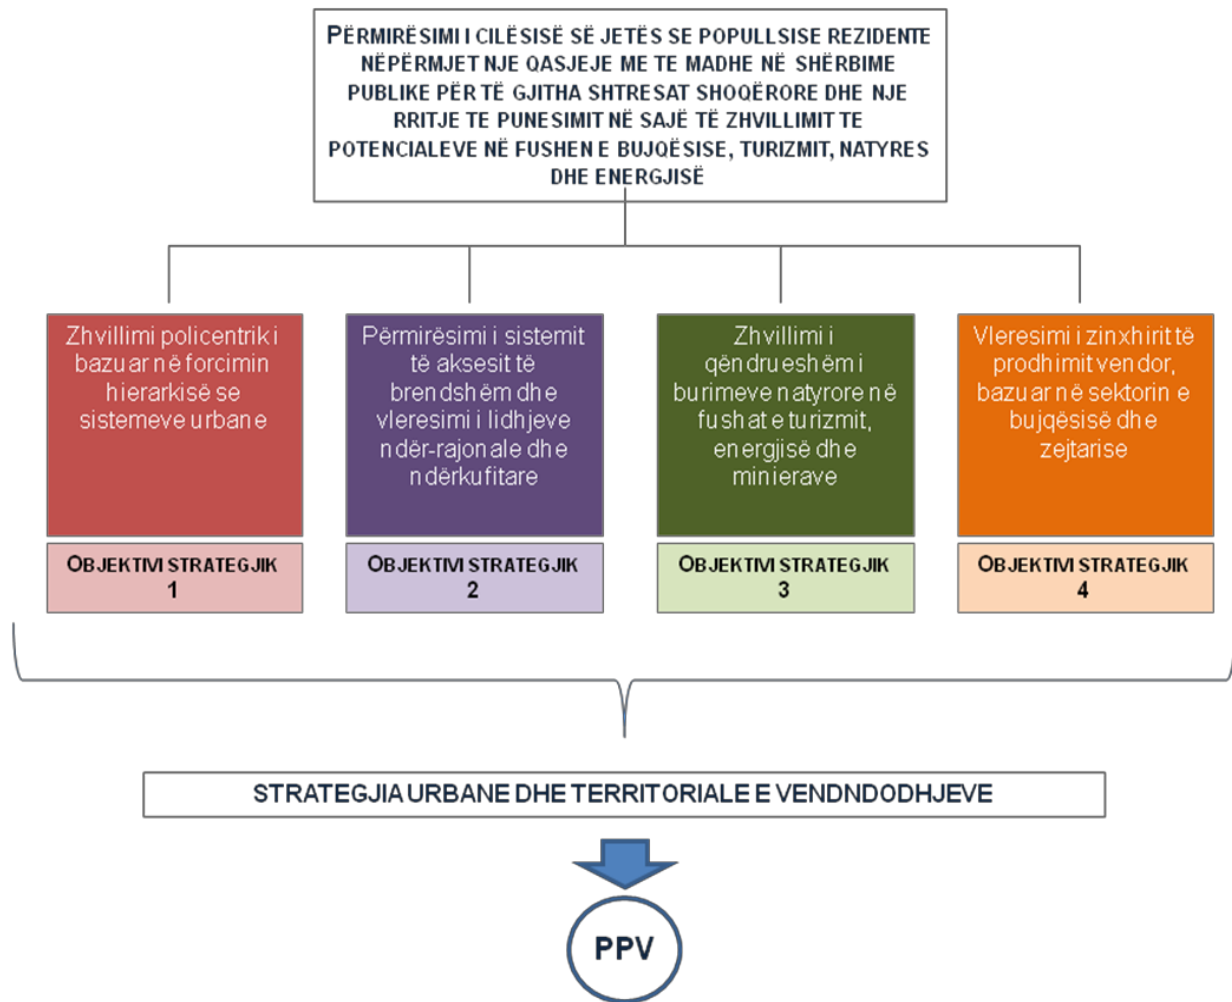 PËRMIRËSIMI I CILËSISË SË JETËS SE POPULLSISE REZIDENTE
NËPËRMJET NJE QASJEJE ME TE MADHE NË SHËRBIME
PUBLIKE PËR TË GJITHA SHTRESAT SHOQËRORE DHE NJE
RRITJE TE PUNESIMIT NË SAJË TË ZHVILLIMIT TE
POTENCIALEVE NË FUSHEN E BUJQËSISE, TURIZMIT, NATYRES
DHE ENERGJISË
Zhvillimi policentrik i
bazuar në forcimin
hierarkisë se
sistemeve urbane
OBJEKTIVI STRATEGJIK
1
Përmirësimi i sistemit
të aksesit të
brendshëm dhe
vleresimi i lidhjeve
ndër-rajonale dhe
ndërkufitare
OBJEKTIVI STRATEGJIK
2
Zhvillimi i
qëndrueshëm i
burimeve natyrore në
fushat e turizmit,
energjisë dhe
minierave
OBJEKTIVI STRATEGJIK
3
Vleresimi i zinxhirit të
prodhimit vendor,
bazuar në sektorin e
bujqësisë dhe
zejtarise
OBJEKTIVI STRATEGJIK
4
STRATEGJIA URBANE DHE TERRITORIALE E VENDNDODHJEVE
PPV